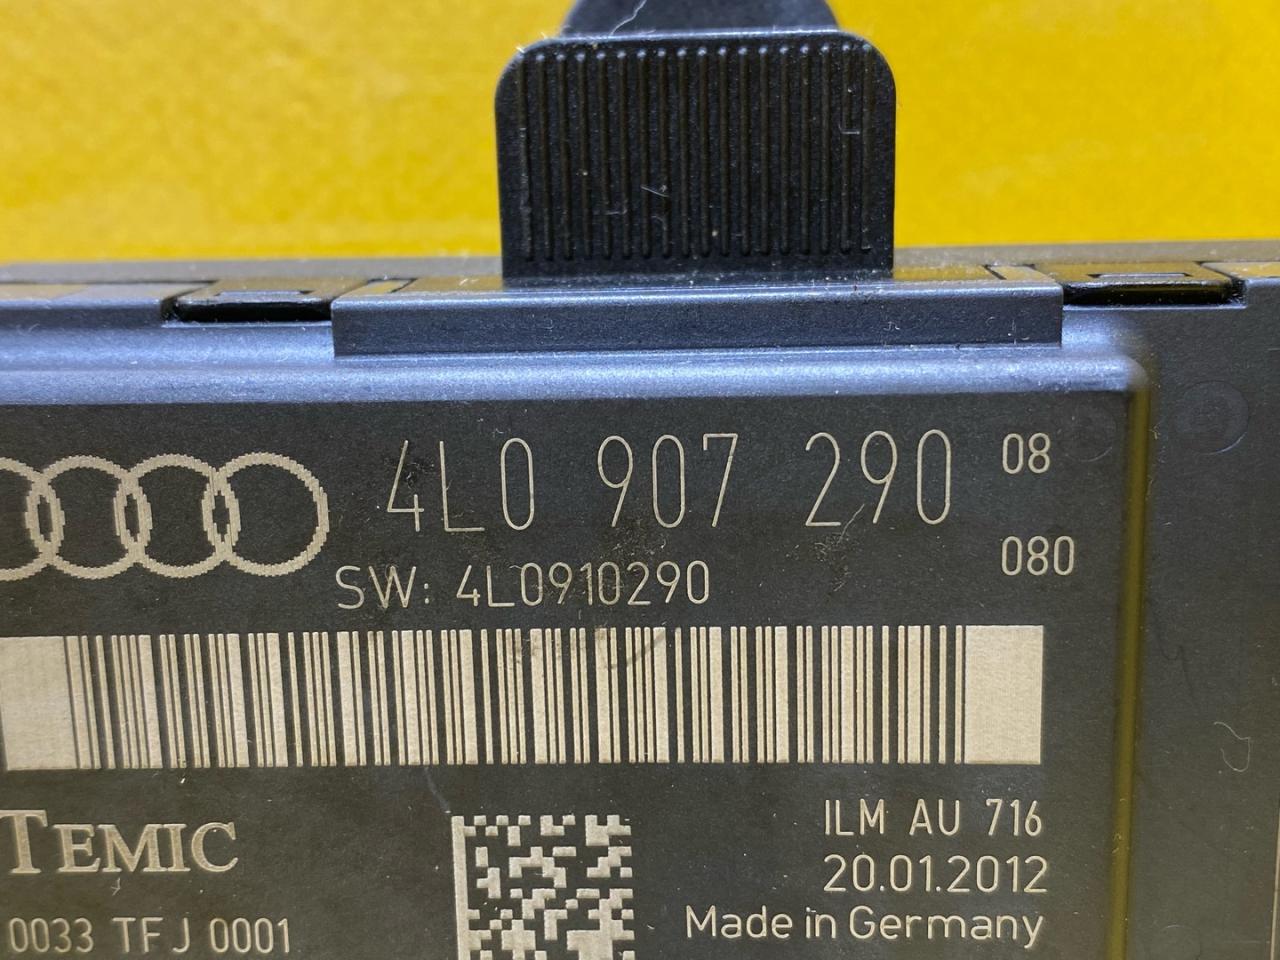 4L0 907 290 08
080
SW: 4L0910290
TEMIC
ILM AU 716
20.01.2012
0033 TFJ 0001
Made in Germany